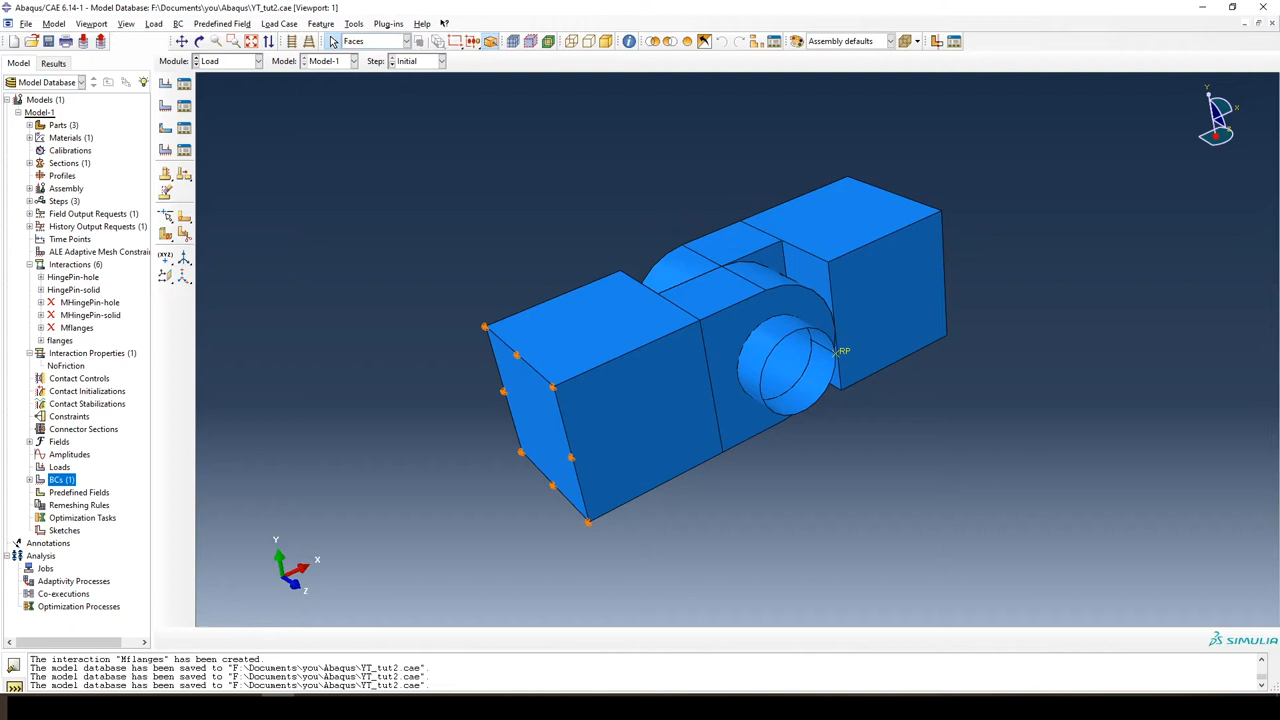 Abaqus/CAE 6.14-1 - Model Database: F:\Documents\you\Abaqus\YT_tut2.cae [Viewport: 1]
File Model Viewport View Load BC Predefined Field Load Case Feature Tools Plug-ins Help
Faces
Assembly defaults
Model Results
Module: Load Model: Model-1 Step: Initial
Model Database
Models (1)
Model-1
Parts (3)
Materials (1)
Calibrations
Sections (1)
Profiles
Assembly
Steps (3)
Field Output Requests (1)
History Output Requests (1)
Time Points
ALE Adaptive Mesh Constrai
Interactions (6)
HingePin-hole
HingePin-solid
MHingePin-hole
MHingePin-solid
Mflanges
flanges
Interaction Properties (1)
NoFriction
Contact Controls
Contact Initializations
Contact Stabilizations
Constraints
Connector Sections
Fields
Amplitudes
Loads
BCs (1)
Predefined Fields
Remeshing Rules
Optimization Tasks
Sketches
Annotations
Analysis
Jobs
Adaptivity Processes
Co-executions
Optimization Processes
Y
X
RP
Y
X
Z
(XYZ)
SIMULIA
The interaction "Mflanges" has been created.
The model database has been saved to "F:\Documents\you\Abaqus\YT_tut2.cae".
The model database has been saved to "F:\Documents\you\Abaqus\YT_tut2.cae".
The model database has been saved to "F:\Documents\you\Abaqus\YT_tut2.cae".
>>>